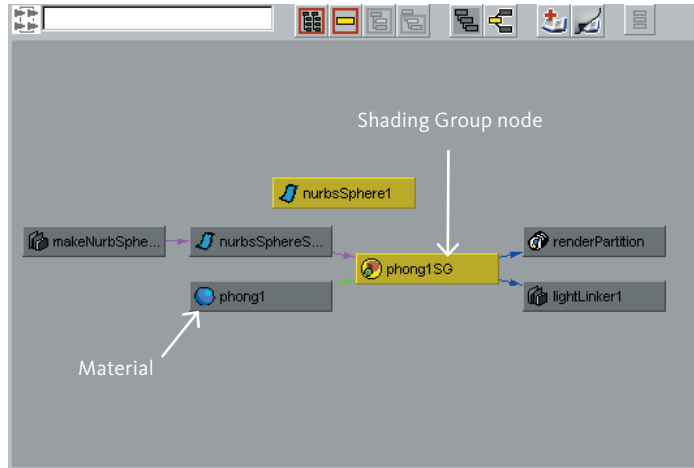 Shading Group node
nurbsSphere1
makeNurbSphe...
nurbsSphereS...
renderPartition
phong1SG
phong1
lightLinker1
Material